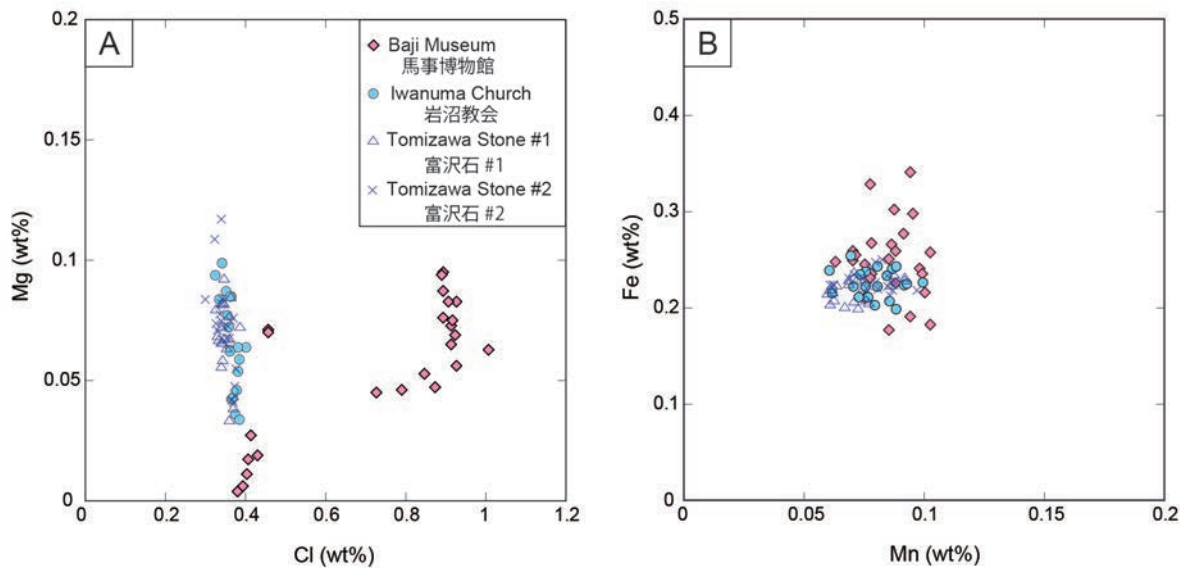 A
Baji Museum
馬事博物館
Iwanuma Church
岩沼教会
Tomizawa Stone #1
富沢石 #1
Tomizawa Stone #2
富沢石 #2
0.2
0.15
0.1
0.05
0
Mg (wt%)
0
0.2
0.4
0.6
0.8
1
1.2
Cl (wt%)
B
0.5
0.4
0.3
0.2
0.1
0
Fe (wt%)
0
0.05
0.1
0.15
0.2
Mn (wt%)